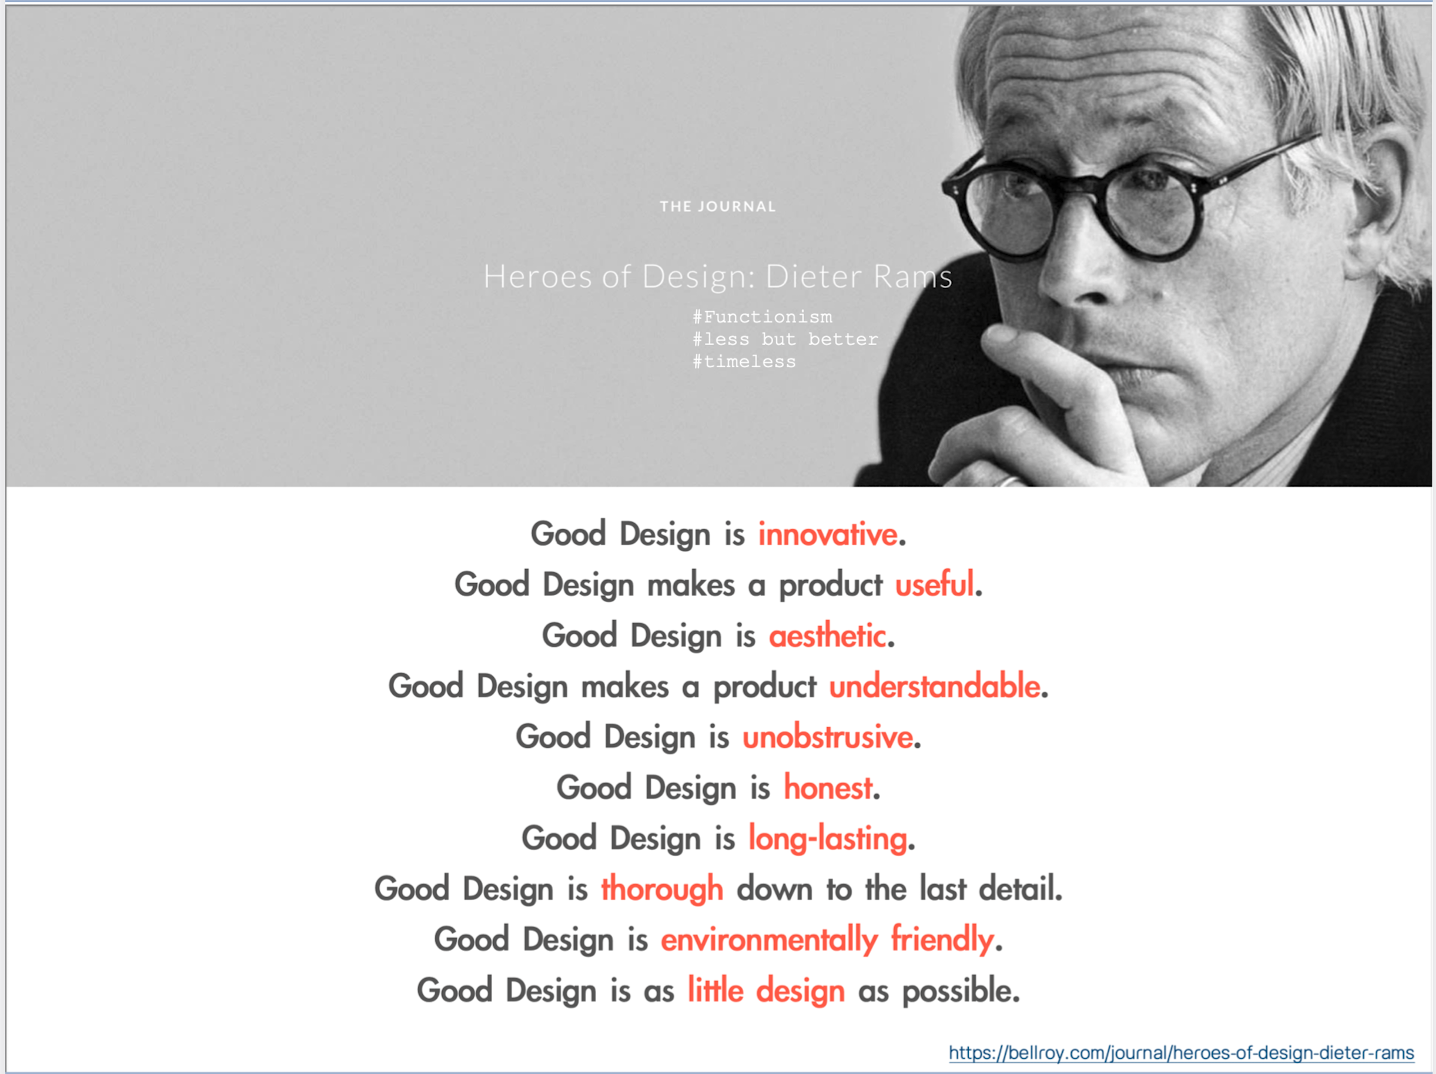 THE JOURNAL
Heroes of Design: Dieter Rams
#Functionism
#less but better
#timeless
Good Design is innovative.
Good Design makes a product useful.
Good Design is aesthetic.
Good Design makes a product understandable.
Good Design is unobstrusive.
Good Design is honest.
Good Design is long-lasting.
Good Design is thorough down to the last detail.
Good Design is environmentally friendly.
Good Design is as little design as possible.
https://bellroy.com/journal/heroes-of-design-dieter-rams